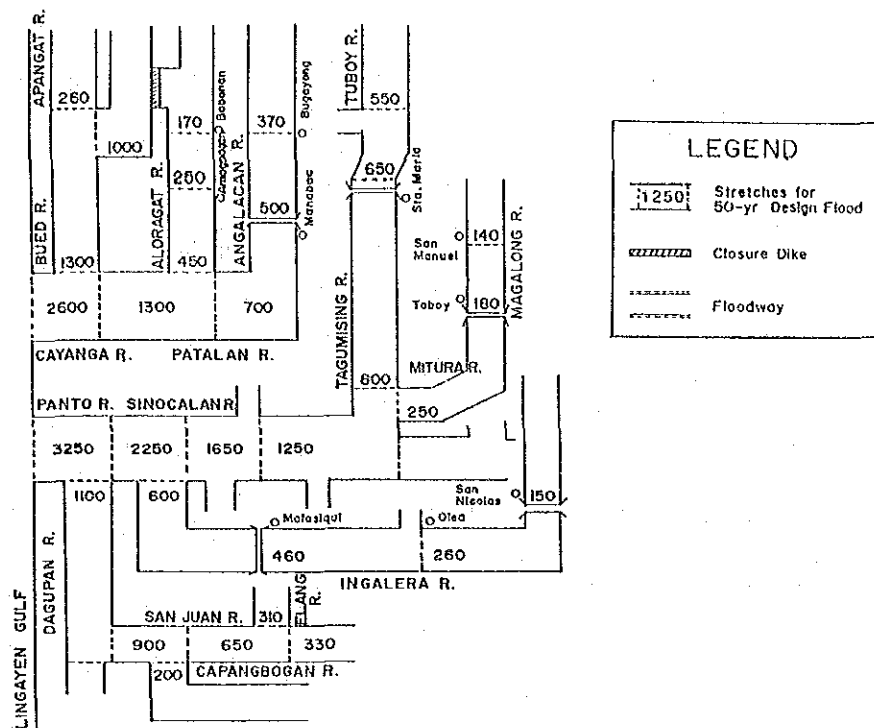 APANGAT R.
260
BUED R.
1000
1300
170
250
450
ALORAGAT R.
Babonan
ANGALACAN R.
370
Bugayong
500
Manabac
TUBOY R.
550
650
Sta. Maria
2600
1300
700
CAYANGA R.
PATALAN R.
TAGUMISING R.
San
Manuel
140
Toboy
180
MAGALONG R.
MITURA R.
600
250
PANTO R.
SINOCALAN R.
3250
2250
1650
1250
1100
600
San
Nicolas
150
Malasiqui
Olea
460
260
INGALERA R.
DAGUPAN R.
LINGAYEN GULF
SAN JUAN R.
310
ELANG
R.
900
650
330
200
CAPANGBOGAN R.
LEGEND
1250
Stretches for
50-yr Design Flood
Closure Dike
Floodway